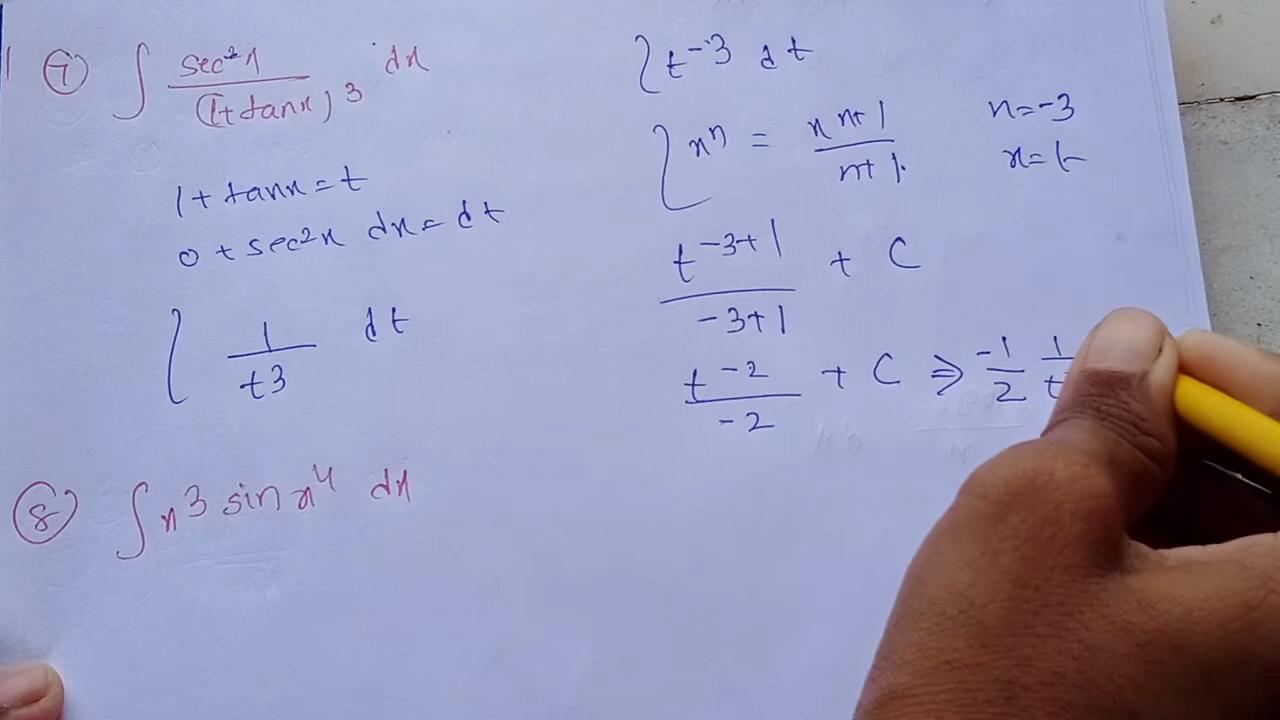 ⑦ ∫ sec²x / (1+tanx)³ dx
1 + tanx = t
0 + sec²x dx = dt
∫ 1/t3 dt
∫ t⁻³ dt
∫ xⁿ = x n+1 / n+1
n=-3
x=t
t⁻³⁺¹ / -3+1 + C
t⁻² / -2 + C ⇒ -1/2 1/t
⑧ ∫ x³ sin x⁴ dx